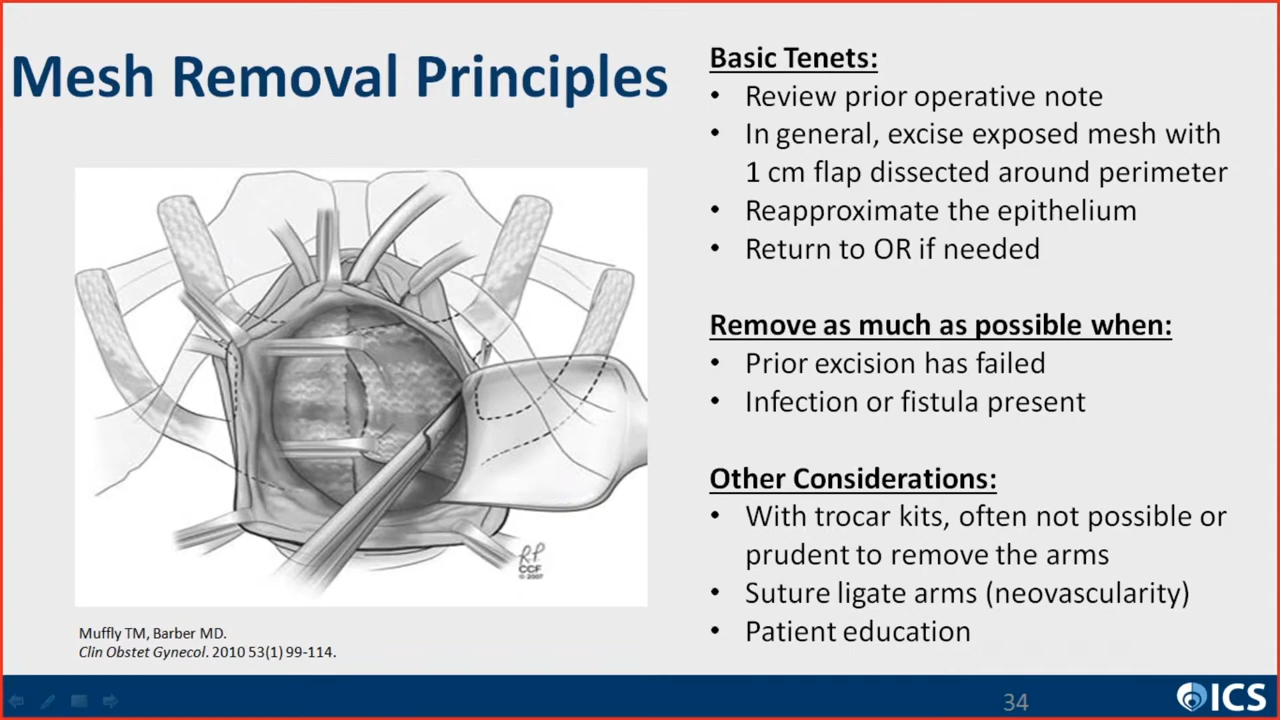 Mesh Removal Principles
Basic Tenets:
• Review prior operative note
• In general, excise exposed mesh with
1 cm flap dissected around perimeter
• Reapproximate the epithelium
• Return to OR if needed
Remove as much as possible when:
• Prior excision has failed
• Infection or fistula present
Other Considerations:
• With trocar kits, often not possible or
prudent to remove the arms
• Suture ligate arms (neovascularity)
• Patient education
R.P.
CCF
© 2007
Muffly TM, Barber MD.
Clin Obstet Gynecol. 2010 53(1) 99-114.
34
ICS